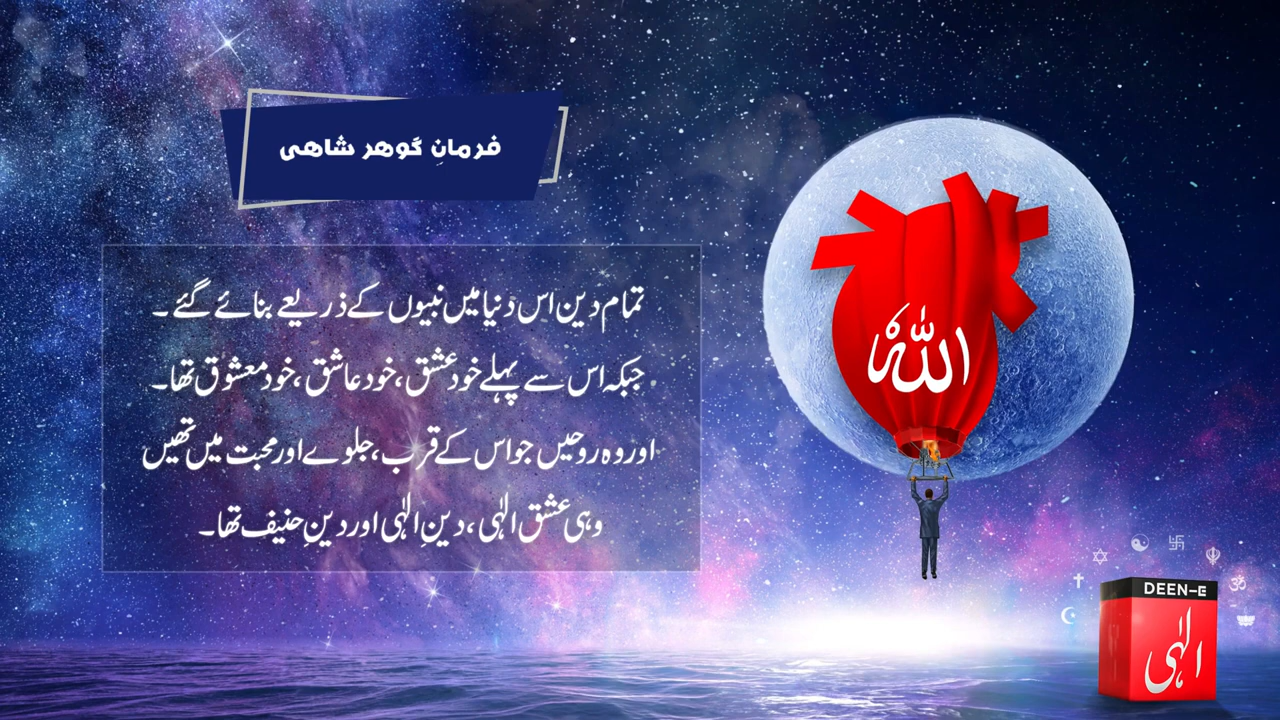 فرمانِ گوهر شاهی
تمام دین اس دنیا میں نبیوں کے ذریعے بنائے گئے ۔
جبکہ اس سے پہلے خود عشق ، خود عاشق ، خود معشوق تھا۔
اور وہ روحیں جو اس کے قرب، جلوے اور محبت میں تھیں
وہی عشق الٰہی ، دینِ الٰہی اور دینِ حنیف تھا۔
اللہ
DEEN-E
الٰہی